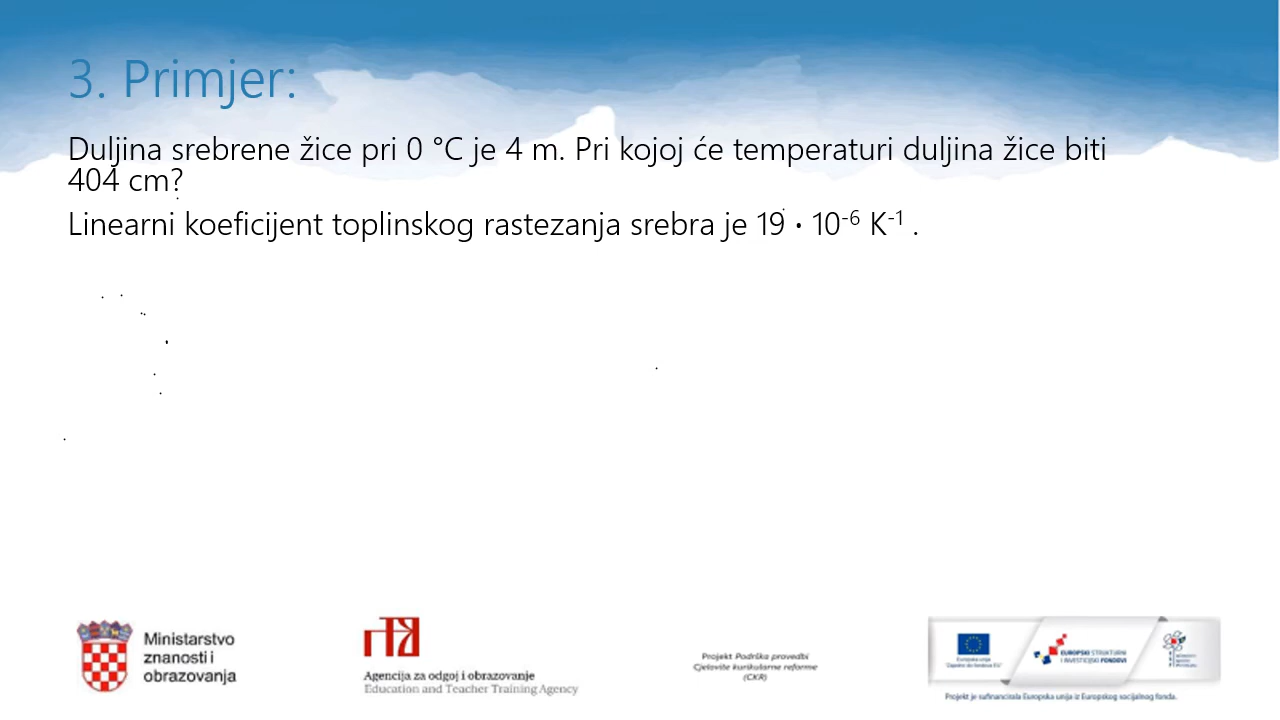 3. Primjer:
Duljina srebrene žice pri 0 °C je 4 m. Pri kojoj će temperaturi duljina žice biti
404 cm?
Linearni koeficijent toplinskog rastezanja srebra je 19 · 10⁻⁶ K⁻¹ .
Ministarstvo
znanosti i
obrazovanja
Agencija za odgoj i obrazovanje
Education and Teacher Training Agency
Projekt Podrška provedbi
Cjelovite kurikularne reforme
(CKR)
Europska unija
"Zajedno do fondova EU"
EUROPSKI STRUKTURNI
I INVESTICIJSKI FONDOVI
Projekt je sufinancirala Europska unija iz Europskog socijalnog fonda.